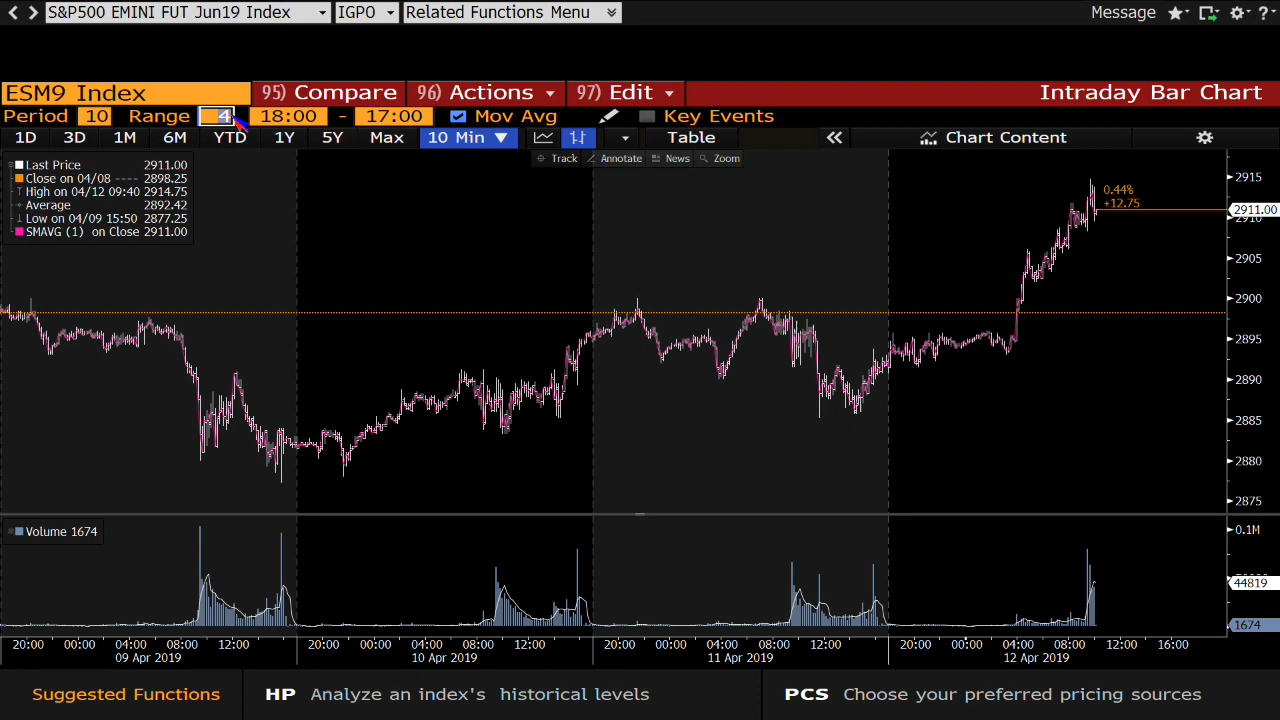 S&P500 EMINI FUT Jun19 Index IGPO Related Functions Menu Message ?
ESM9 Index 95) Compare 96) Actions 97) Edit Intraday Bar Chart
Period 10 Range 4 18:00 - 17:00 Mov Avg Key Events
1D 3D 1M 6M YTD 1Y 5Y Max 10 Min ▼ Table « Chart Content
Track Annotate News Zoom
Last Price 2911.00
Close on 04/08 ---- 2898.25
High on 04/12 09:40 2914.75
Average 2892.42
Low on 04/09 15:50 2877.25
SMAVG (1) on Close 2911.00
0.44%
+12.75
2915
2911.00
2910
2905
2900
2895
2890
2885
2880
2875
Volume 1674
0.1M
44819
1674
20:00 00:00 04:00 08:00 12:00 20:00 00:00 04:00 08:00 12:00 20:00 00:00 04:00 08:00 12:00 20:00 00:00 04:00 08:00 12:00 16:00
09 Apr 2019 10 Apr 2019 11 Apr 2019 12 Apr 2019
Suggested Functions HP Analyze an index's historical levels PCS Choose your preferred pricing sources